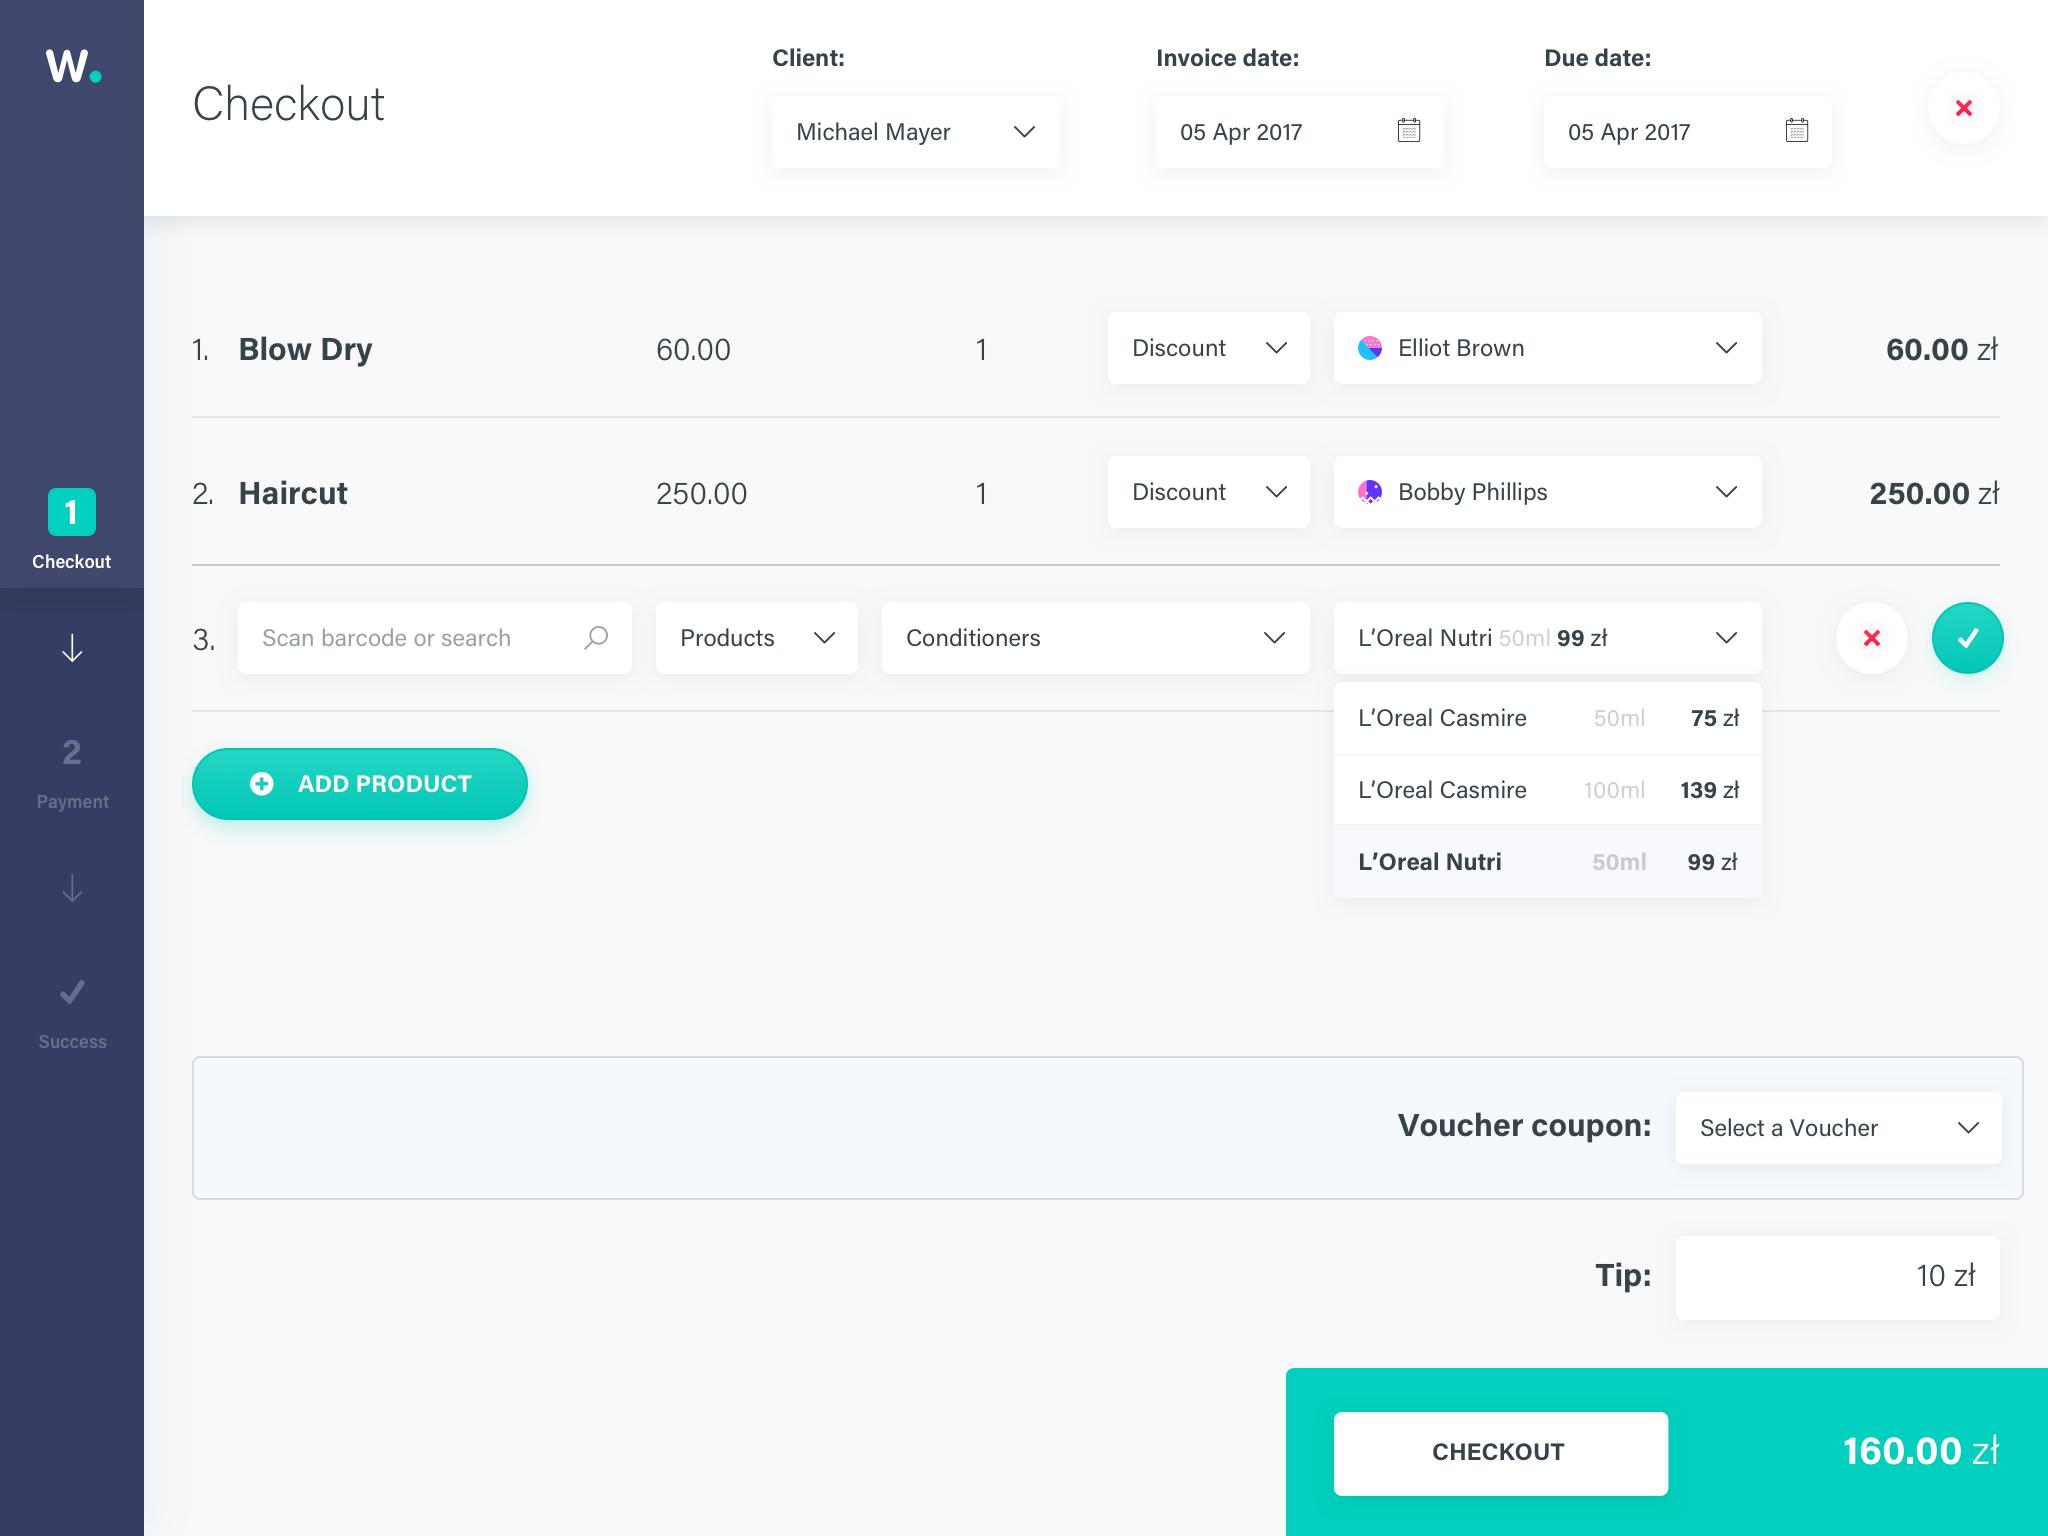 W.
Checkout
Client:
Invoice date:
Due date:
Michael Mayer
05 Apr 2017
05 Apr 2017
1. Blow Dry 60.00 1 Discount Elliot Brown 60.00 zł
2. Haircut 250.00 1 Discount Bobby Phillips 250.00 zł
1
Checkout
3. Scan barcode or search Products Conditioners L'Oreal Nutri 50ml 99 zł
L'Oreal Casmire 50ml 75 zł
L'Oreal Casmire 100ml 139 zł
L'Oreal Nutri 50ml 99 zł
ADD PRODUCT
2
Payment
Success
Voucher coupon: Select a Voucher
Tip: 10 zł
CHECKOUT 160.00 zł